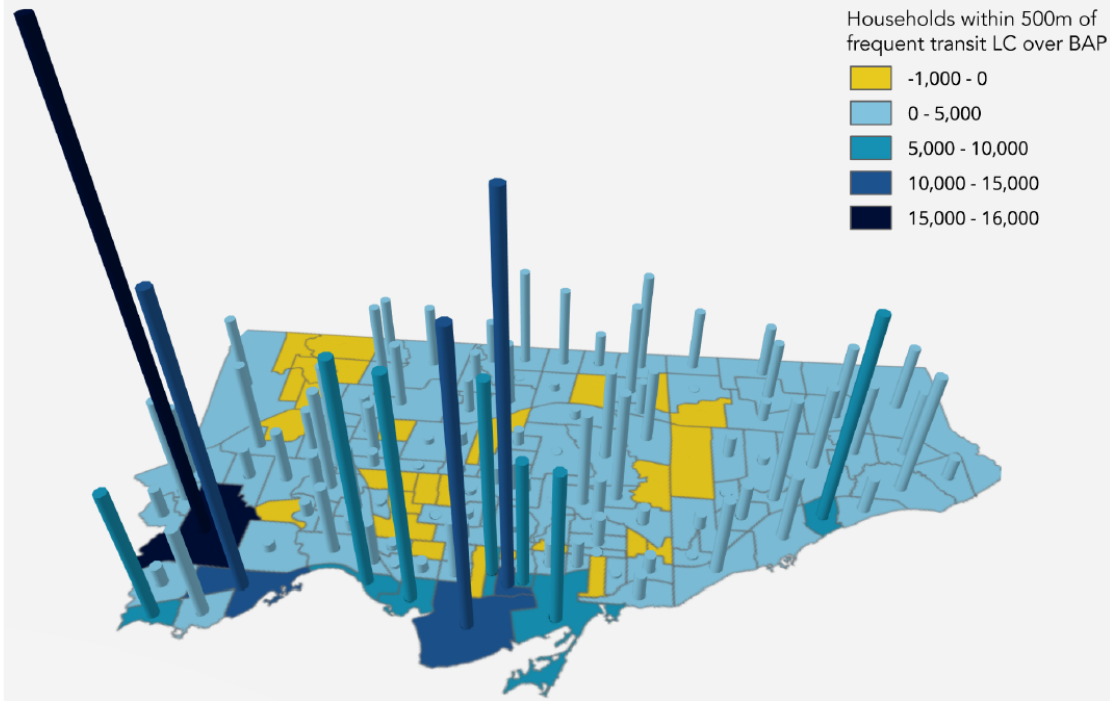 Households within 500m of
frequent transit LC over BAP
-1,000 - 0
0 - 5,000
5,000 - 10,000
10,000 - 15,000
15,000 - 16,000